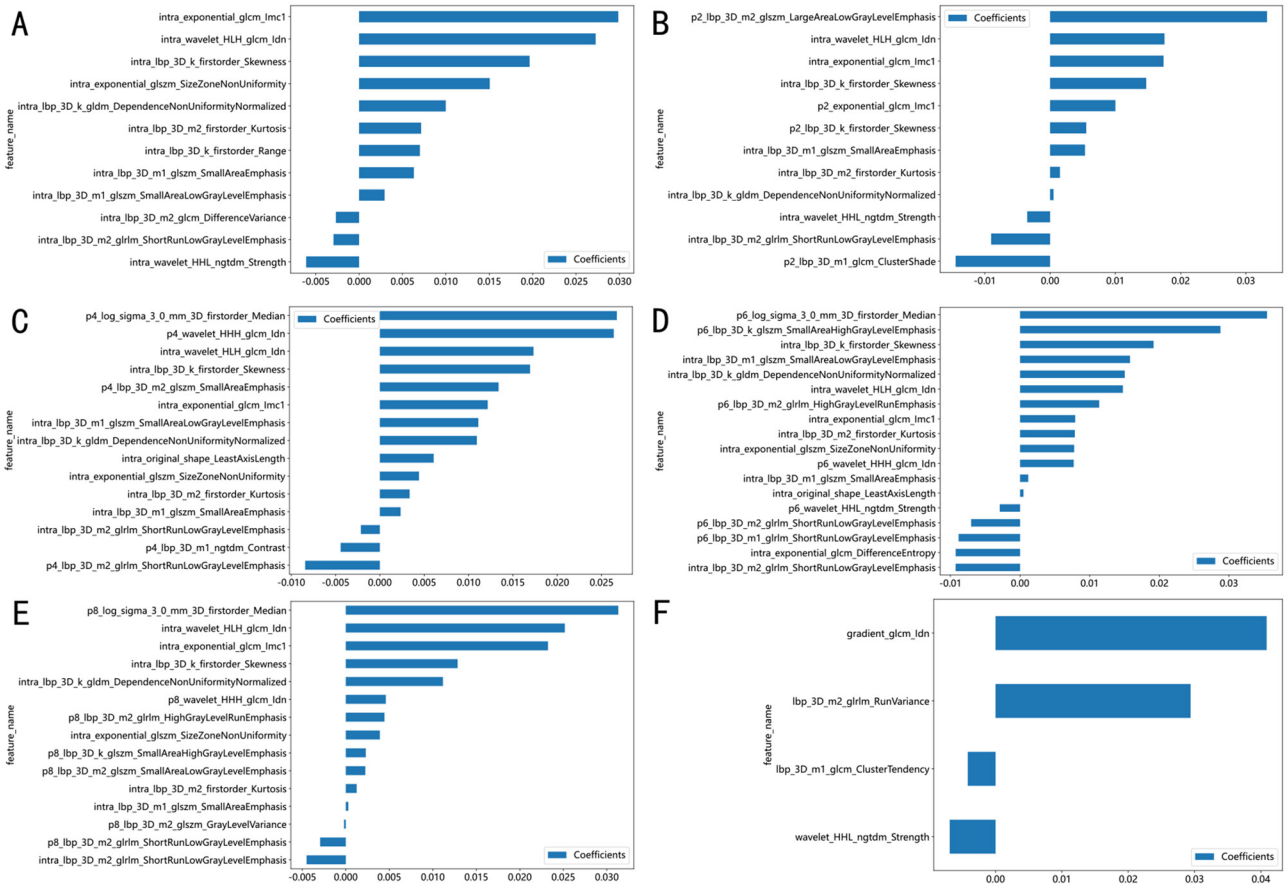 A
feature_name
intra_exponential_glcm_Imc1
intra_wavelet_HLH_glcm_Idn
intra_lbp_3D_k_firstorder_Skewness
intra_exponential_glszm_SizeZoneNonUniformity
intra_lbp_3D_k_gldm_DependenceNonUniformityNormalized
intra_lbp_3D_m2_firstorder_Kurtosis
intra_lbp_3D_k_firstorder_Range
intra_lbp_3D_m1_glszm_SmallAreaEmphasis
intra_lbp_3D_m1_glszm_SmallAreaLowGrayLevelEmphasis
intra_lbp_3D_m2_glcm_DifferenceVariance
intra_lbp_3D_m2_glrlm_ShortRunLowGrayLevelEmphasis
intra_wavelet_HHL_ngtdm_Strength
Coefficients
-0.005 0.000 0.005 0.010 0.015 0.020 0.025 0.030
B
feature_name
Coefficients
p2_lbp_3D_m2_glszm_LargeAreaLowGrayLevelEmphasis
intra_wavelet_HLH_glcm_Idn
intra_exponential_glcm_Imc1
intra_lbp_3D_k_firstorder_Skewness
p2_exponential_glcm_Imc1
p2_lbp_3D_k_firstorder_Skewness
intra_lbp_3D_m1_glszm_SmallAreaEmphasis
intra_lbp_3D_m2_firstorder_Kurtosis
intra_lbp_3D_k_gldm_DependenceNonUniformityNormalized
intra_wavelet_HHL_ngtdm_Strength
intra_lbp_3D_m2_glrlm_ShortRunLowGrayLevelEmphasis
p2_lbp_3D_m1_glcm_ClusterShade
-0.01 0.00 0.01 0.02 0.03
C
feature_name
Coefficients
p4_log_sigma_3_0_mm_3D_firstorder_Median
p4_wavelet_HHH_glcm_Idn
intra_wavelet_HLH_glcm_Idn
intra_lbp_3D_k_firstorder_Skewness
p4_lbp_3D_m2_glszm_SmallAreaEmphasis
intra_exponential_glcm_Imc1
intra_lbp_3D_m1_glszm_SmallAreaLowGrayLevelEmphasis
intra_lbp_3D_k_gldm_DependenceNonUniformityNormalized
intra_original_shape_LeastAxisLength
intra_exponential_glszm_SizeZoneNonUniformity
intra_lbp_3D_m2_firstorder_Kurtosis
intra_lbp_3D_m1_glszm_SmallAreaEmphasis
intra_lbp_3D_m2_glrlm_ShortRunLowGrayLevelEmphasis
p4_lbp_3D_m1_ngtdm_Contrast
p4_lbp_3D_m2_glrlm_ShortRunLowGrayLevelEmphasis
-0.010 -0.005 0.000 0.005 0.010 0.015 0.020 0.025
D
feature_name
p6_log_sigma_3_0_mm_3D_firstorder_Median
p6_lbp_3D_k_glszm_SmallAreaHighGrayLevelEmphasis
intra_lbp_3D_k_firstorder_Skewness
intra_lbp_3D_m1_glszm_SmallAreaLowGrayLevelEmphasis
intra_lbp_3D_k_gldm_DependenceNonUniformityNormalized
intra_wavelet_HLH_glcm_Idn
p6_lbp_3D_m2_glrlm_HighGrayLevelRunEmphasis
intra_exponential_glcm_Imc1
intra_lbp_3D_m2_firstorder_Kurtosis
intra_exponential_glszm_SizeZoneNonUniformity
p6_wavelet_HHH_glcm_Idn
intra_lbp_3D_m1_glszm_SmallAreaEmphasis
intra_original_shape_LeastAxisLength
p6_wavelet_HHL_ngtdm_Strength
p6_lbp_3D_m2_glrlm_ShortRunLowGrayLevelEmphasis
p6_lbp_3D_m1_glrlm_ShortRunLowGrayLevelEmphasis
intra_exponential_glcm_DifferenceEntropy
intra_lbp_3D_m2_glrlm_ShortRunLowGrayLevelEmphasis
Coefficients
-0.01 0.00 0.01 0.02 0.03
E
feature_name
p8_log_sigma_3_0_mm_3D_firstorder_Median
intra_wavelet_HLH_glcm_Idn
intra_exponential_glcm_Imc1
intra_lbp_3D_k_firstorder_Skewness
intra_lbp_3D_k_gldm_DependenceNonUniformityNormalized
p8_wavelet_HHH_glcm_Idn
p8_lbp_3D_m2_glrlm_HighGrayLevelRunEmphasis
intra_exponential_glszm_SizeZoneNonUniformity
p8_lbp_3D_k_glszm_SmallAreaHighGrayLevelEmphasis
p8_lbp_3D_m2_glszm_SmallAreaLowGrayLevelEmphasis
intra_lbp_3D_m2_firstorder_Kurtosis
intra_lbp_3D_m1_glszm_SmallAreaEmphasis
p8_lbp_3D_m2_glszm_GrayLevelVariance
p8_lbp_3D_m2_glrlm_ShortRunLowGrayLevelEmphasis
intra_lbp_3D_m2_glrlm_ShortRunLowGrayLevelEmphasis
Coefficients
-0.005 0.000 0.005 0.010 0.015 0.020 0.025 0.030
F
feature_name
gradient_glcm_Idn
lbp_3D_m2_glrlm_RunVariance
lbp_3D_m1_glcm_ClusterTendency
wavelet_HHL_ngtdm_Strength
Coefficients
0.00 0.01 0.02 0.03 0.04